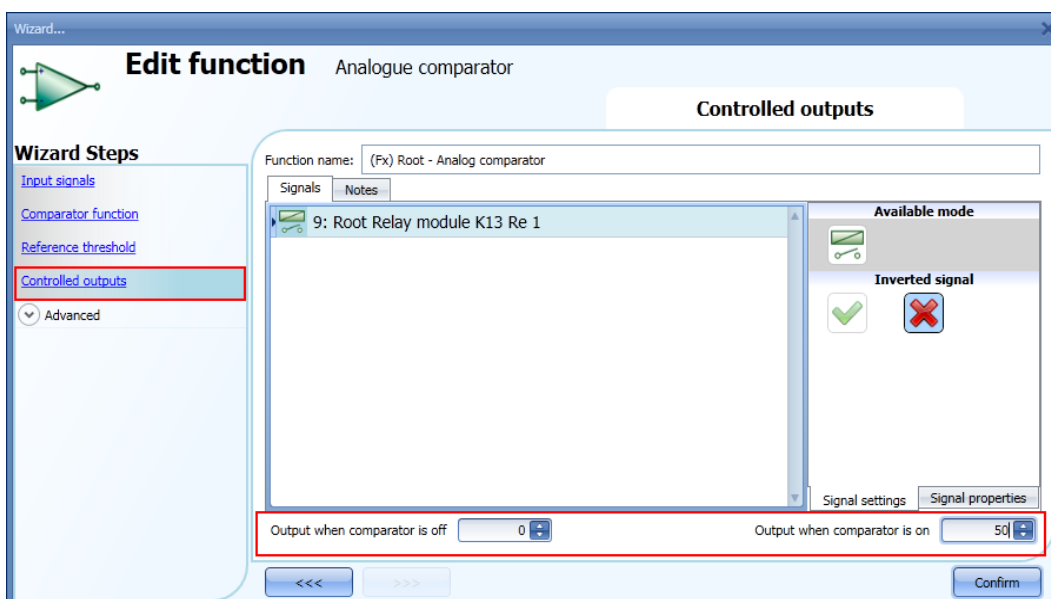 Wizard...
Edit function Analogue comparator
Controlled outputs
Wizard Steps
Input signals
Comparator function
Reference threshold
Controlled outputs
Advanced
Function name: (Fx) Root - Analog comparator
Signals Notes
9: Root Relay module K13 Re 1
Available mode
Inverted signal
Signal settings Signal properties
Output when comparator is off 0 Output when comparator is on 50
<<< >>> Confirm